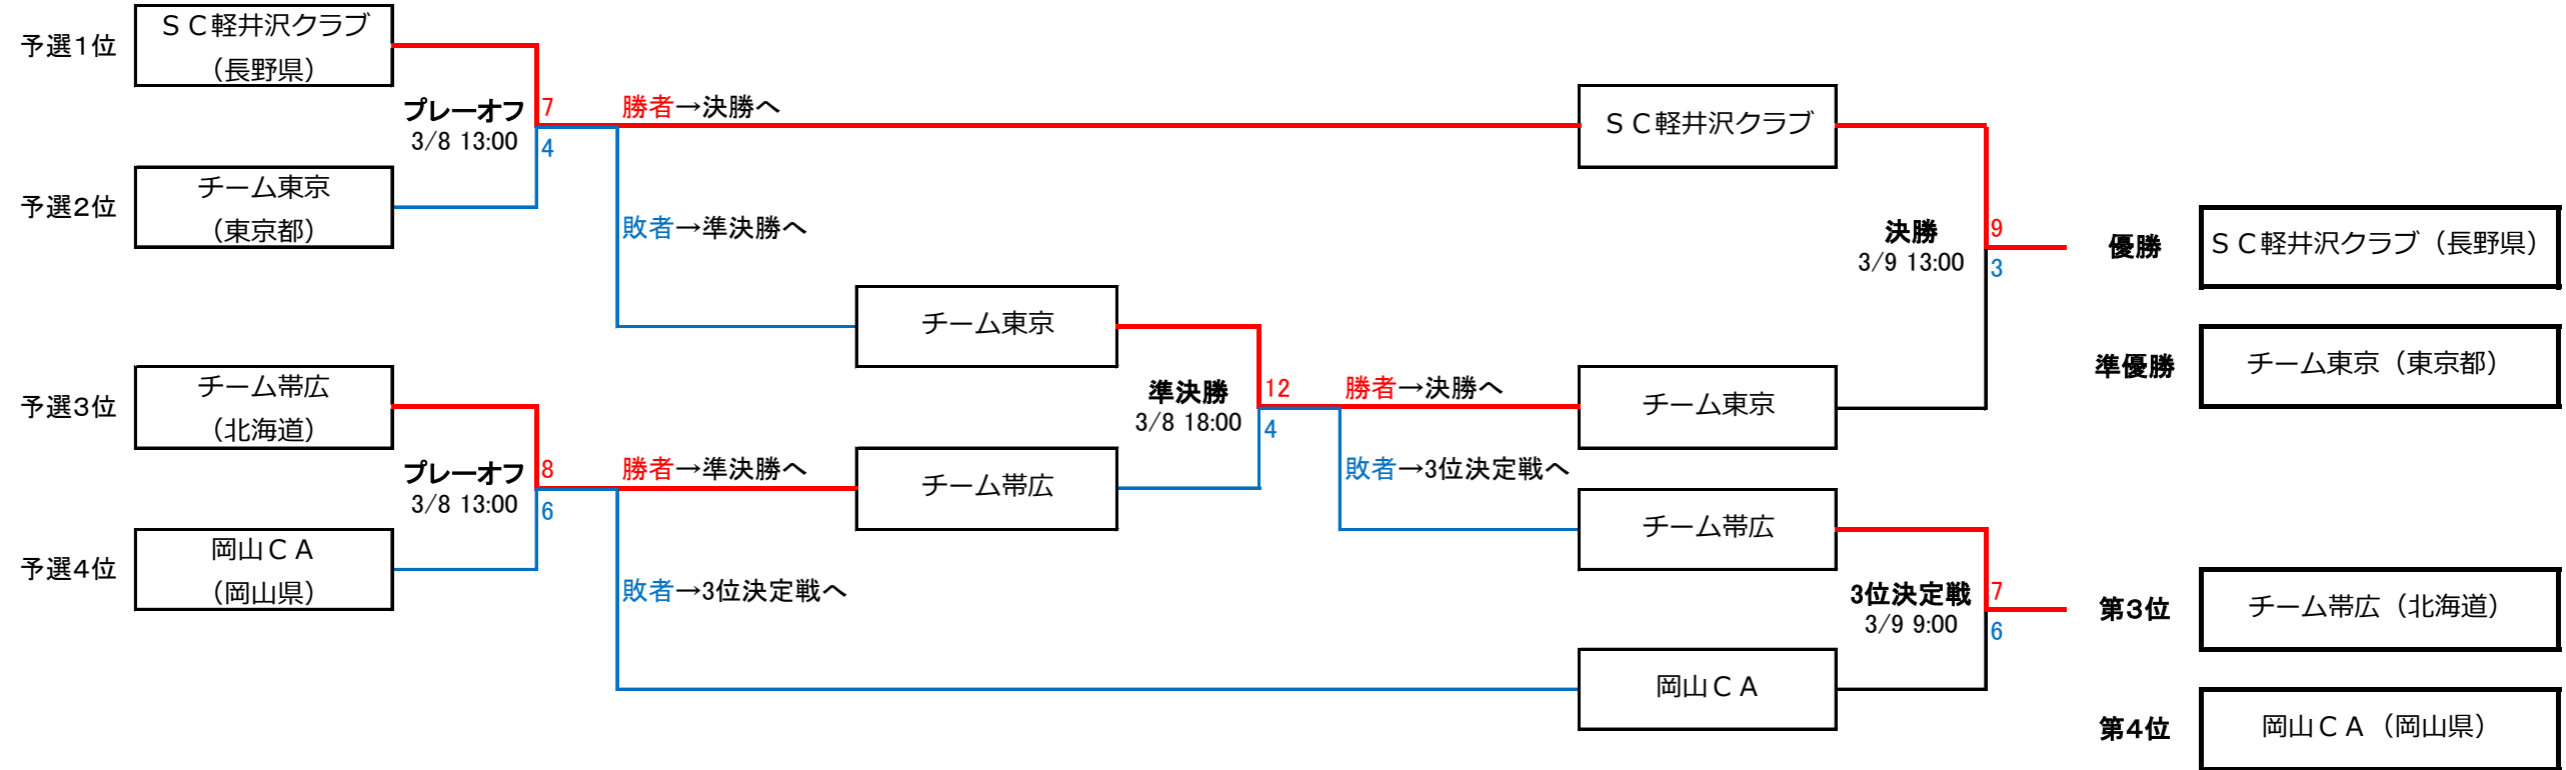 予選1位
ＳＣ軽井沢クラブ
（長野県）
プレーオフ
3/8 13:00
7
4
勝者→決勝へ
敗者→準決勝へ
予選2位
チーム東京
（東京都）
予選3位
チーム帯広
（北海道）
プレーオフ
3/8 13:00
8
6
勝者→準決勝へ
敗者→3位決定戦へ
予選4位
岡山ＣＡ
（岡山県）
チーム東京
準決勝
3/8 18:00
12
4
勝者→決勝へ
敗者→3位決定戦へ
チーム帯広
ＳＣ軽井沢クラブ
決勝
3/9 13:00
9
3
チーム東京
チーム帯広
3位決定戦
3/9 9:00
7
6
岡山ＣＡ
優勝
ＳＣ軽井沢クラブ（長野県）
準優勝
チーム東京（東京都）
第3位
チーム帯広（北海道）
第4位
岡山ＣＡ（岡山県）